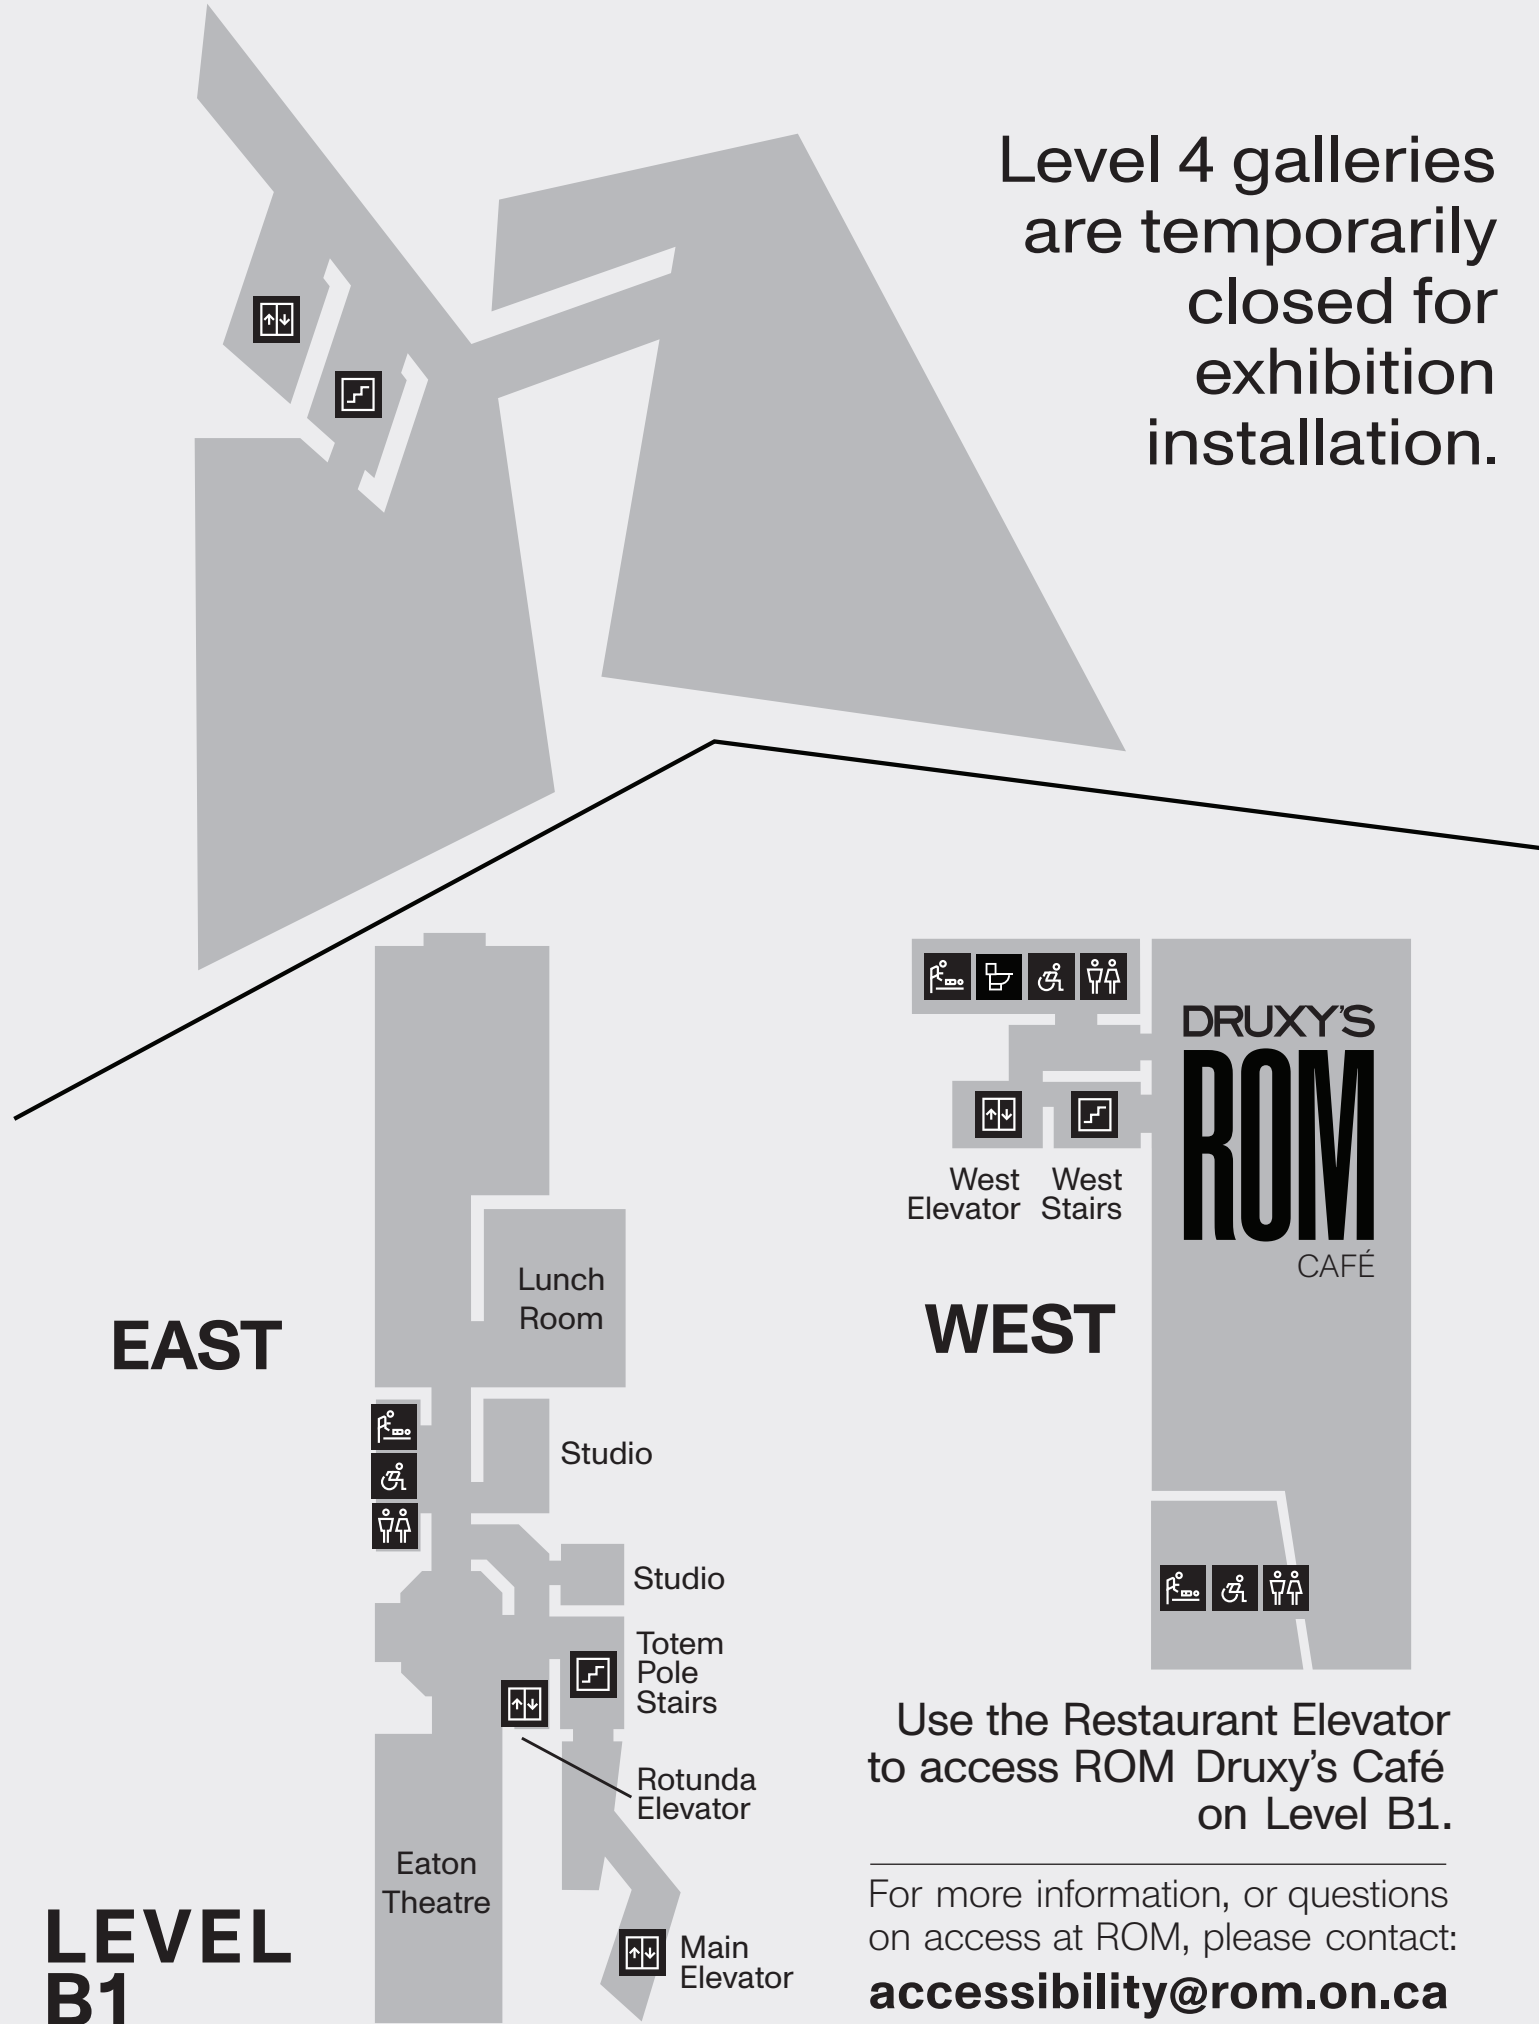 Level 4 galleries
are temporarily
closed for
exhibition
installation.
DRUXY'S
ROM
CAFÉ
West
Elevator
West
Stairs
WEST
EAST
Lunch
Room
Studio
Studio
Totem
Pole
Stairs
Rotunda
Elevator
Eaton
Theatre
Main
Elevator
LEVEL
B1
Use the Restaurant Elevator
to access ROM Druxy's Café
on Level B1.
For more information, or questions
on access at ROM, please contact:
accessibility@rom.on.ca